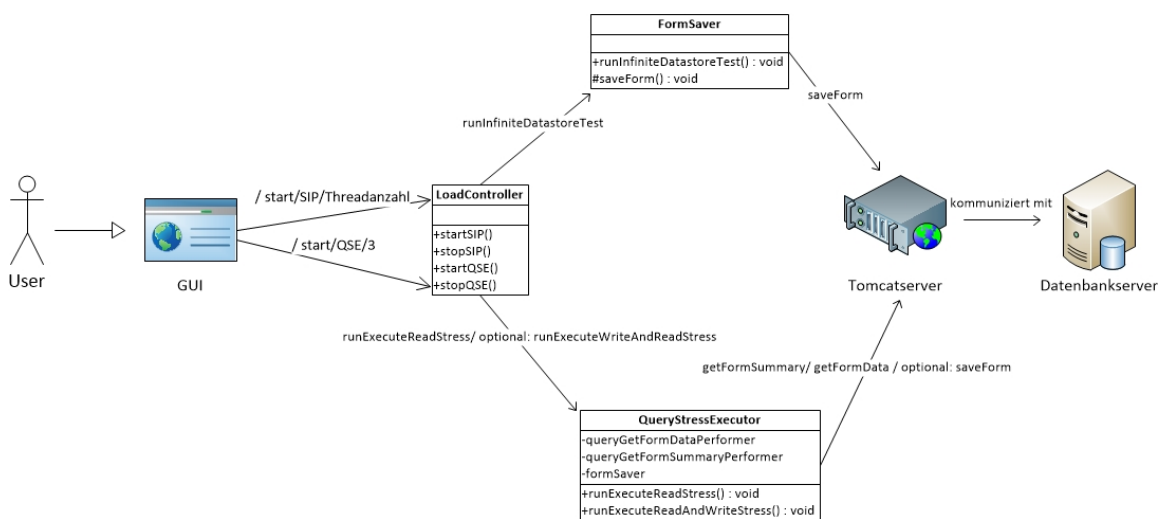 FormSaver
+runInfiniteDatastoreTest() : void
#saveForm() : void
saveForm
runInfiniteDatastoreTest
/ start/SIP/Threadanzahl
LoadController
+startSIP()
+stopSIP()
+startQSE()
+stopQSE()
/ start/QSE/3
User
GUI
kommuniziert mit
Tomcatserver
Datenbankserver
runExecuteReadStress/ optional: runExecuteWriteAndReadStress
getFormSummary/ getFormData / optional: saveForm
QueryStressExecutor
-queryGetFormDataPerformer
-queryGetFormSummaryPerformer
-formSaver
+runExecuteReadStress() : void
+runExecuteReadAndWriteStress() : void